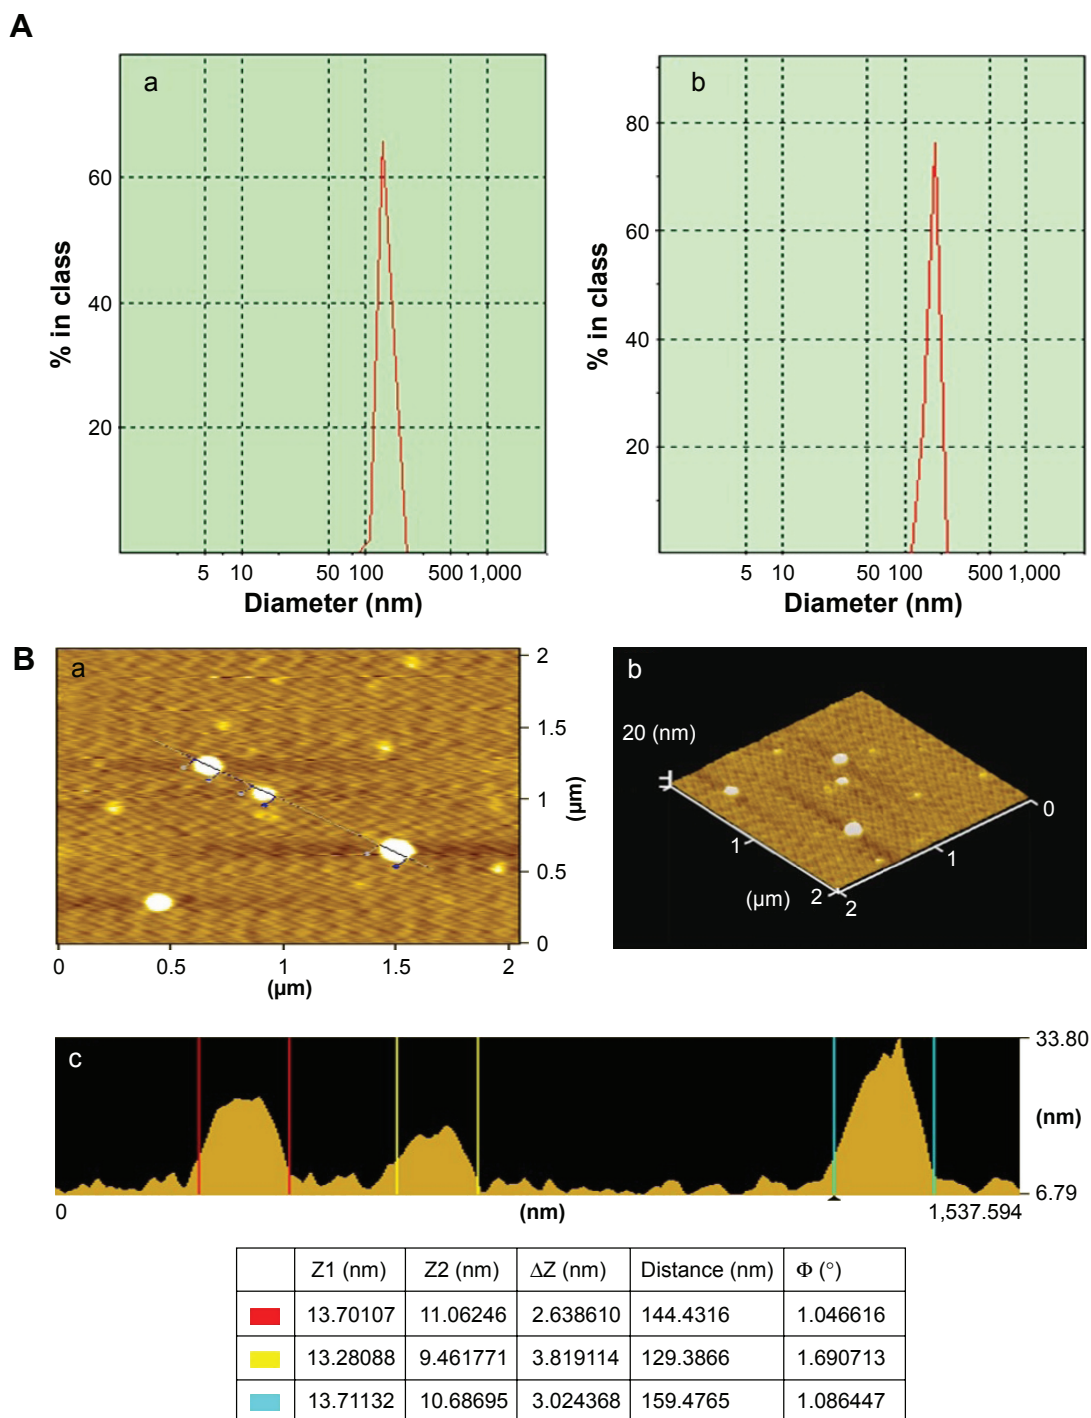 A
a
60
40
20
% in class
5 10 50 100 500 1,000
Diameter (nm)
b
80
60
40
20
% in class
5 10 50 100 500 1,000
Diameter (nm)
B
a
2
1.5
1
0.5
0
(µm)
0 0.5 1 1.5 2
(µm)
b
20 (nm)
0
1
1
(µm) 2 2
c
33.80
(nm)
6.79
0 (nm) 1,537.594
Z1 (nm) Z2 (nm) ΔZ (nm) Distance (nm) Φ (°)
13.70107 11.06246 2.638610 144.4316 1.046616
13.28088 9.461771 3.819114 129.3866 1.690713
13.71132 10.68695 3.024368 159.4765 1.086447